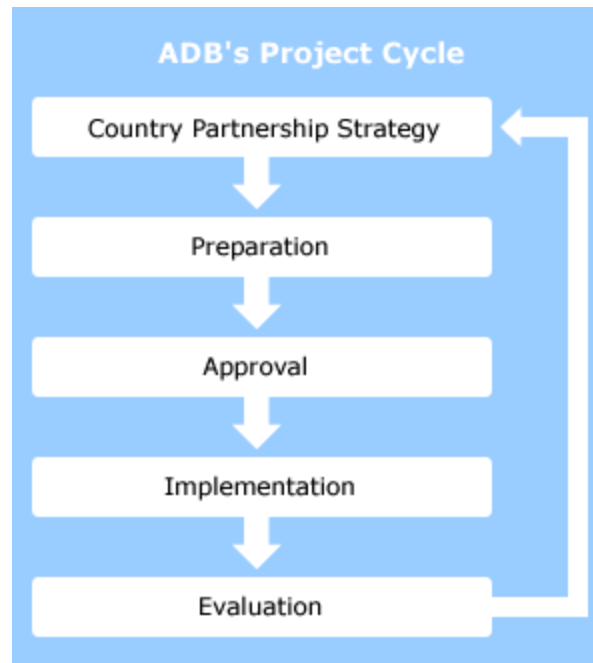 ADB's Project Cycle
Country Partnership Strategy
Preparation
Approval
Implementation
Evaluation